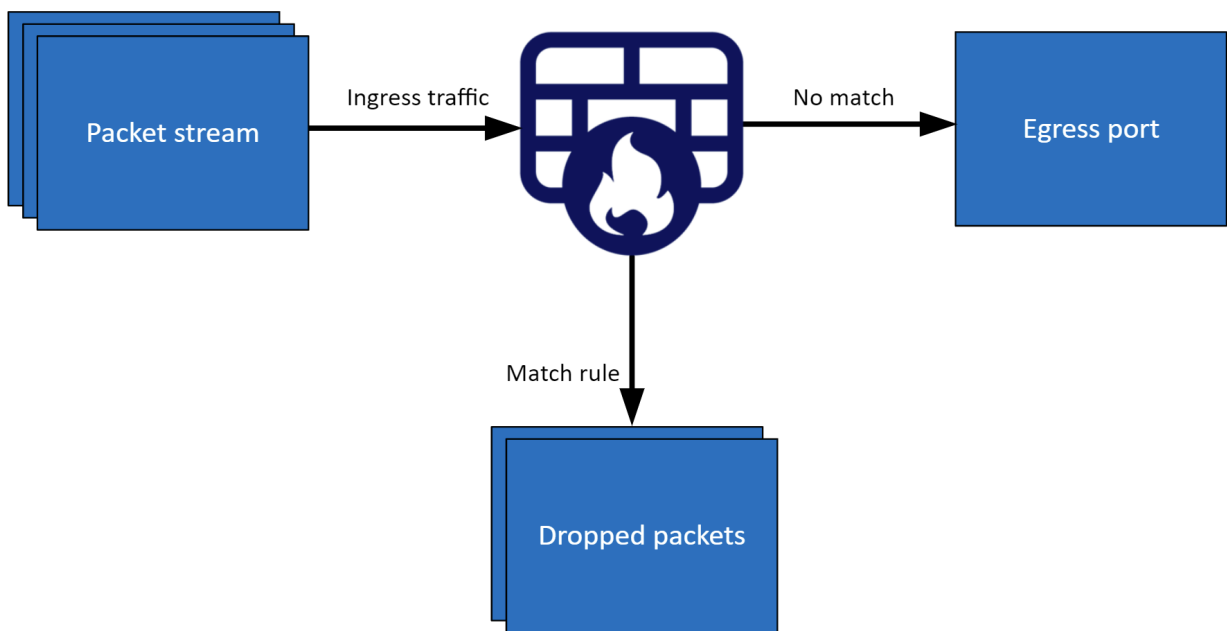 Packet stream
Ingress traffic
No match
Egress port
Match rule
Dropped packets